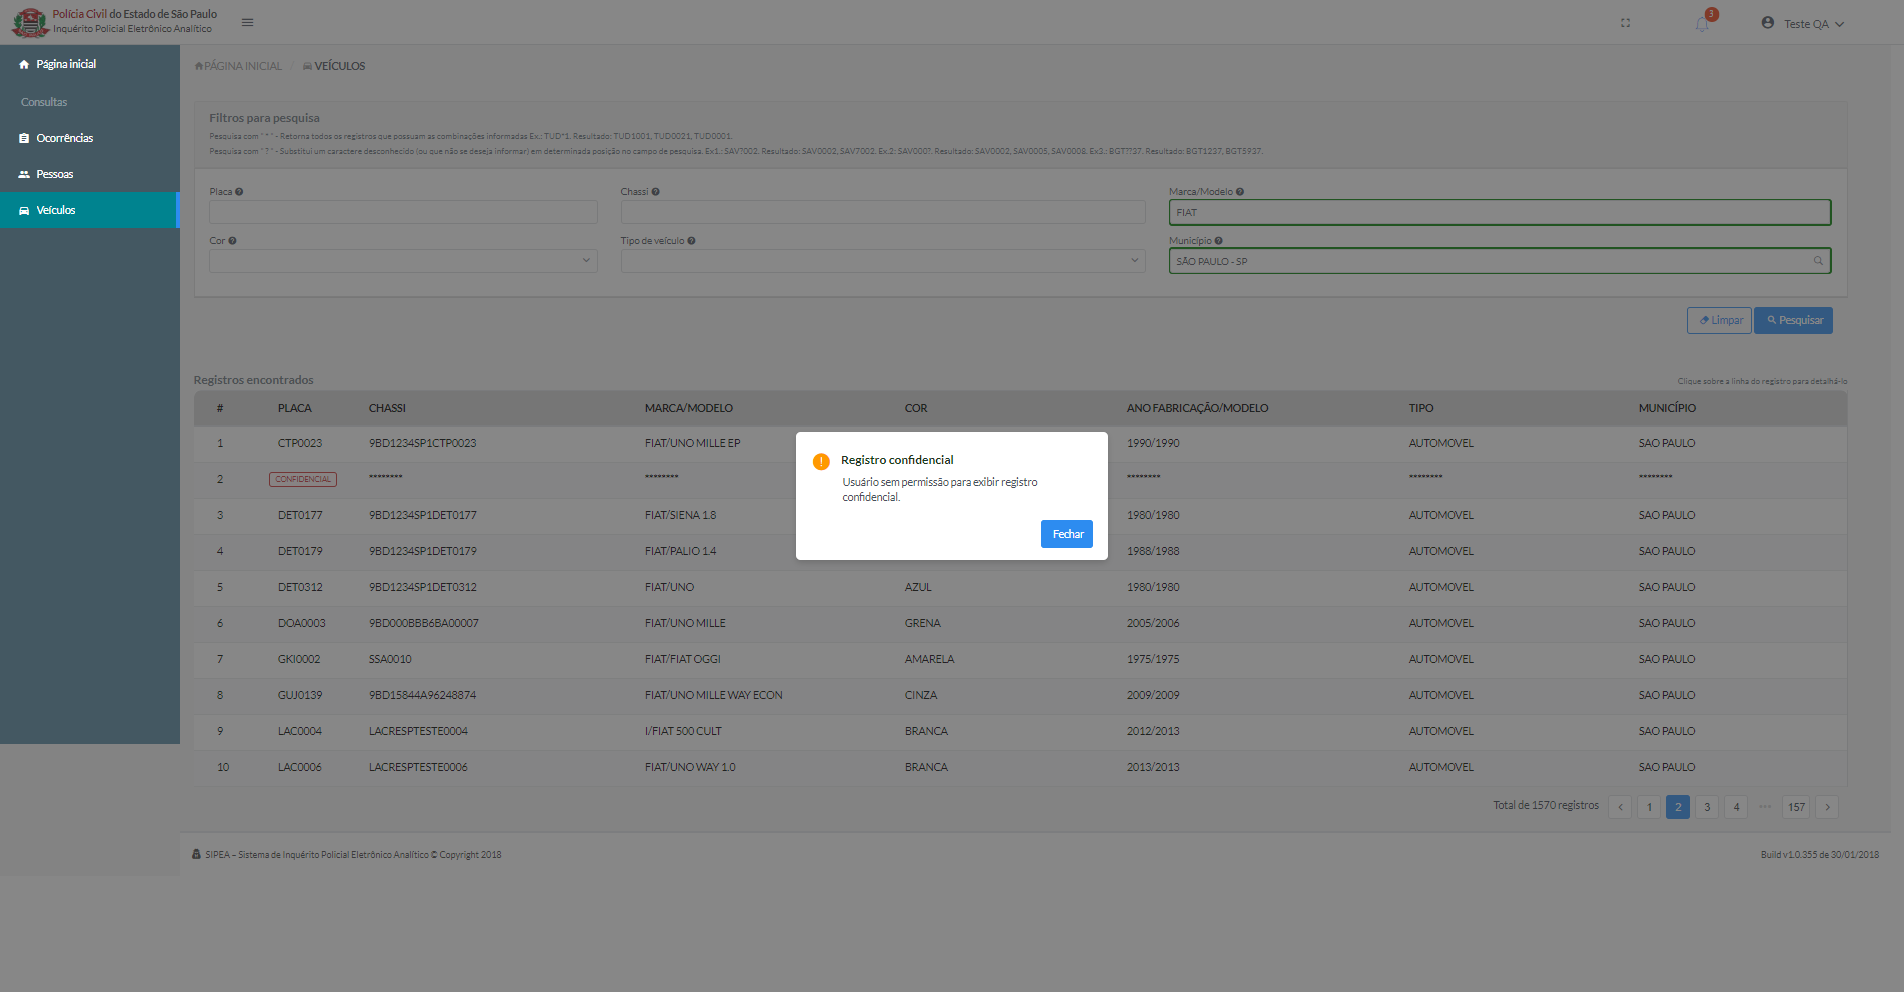 Polícia Civil do Estado de São Paulo
Inquérito Policial Eletrônico Analítico
3
Teste QA
Página inicial
Consultas
Ocorrências
Pessoas
Veículos
PÁGINA INICIAL VEÍCULOS
Filtros para pesquisa
Pesquisa com " * " - Retorna todos os registros que possuam as combinações informadas Ex.: TUD*1. Resultado: TUD1001, TUD0021, TUD0001.
Pesquisa com " ? " - Substitui um caractere desconhecido (ou que não se deseja informar) em determinada posição no campo de pesquisa. Ex1.: SAV?002. Resultado: SAV0002, SAV7002. Ex.2: SAV000?. Resultado: SAV0002, SAV0005, SAV0008. Ex3.: BGT??37. Resultado: BGT1237, BGT5937.
Placa Chassi Marca/Modelo
FIAT
Cor Tipo de veículo Município
SÃO PAULO - SP
Limpar Pesquisar
Registros encontrados Clique sobre a linha do registro para detalhá-lo
# PLACA CHASSI MARCA/MODELO COR ANO FABRICAÇÃO/MODELO TIPO MUNICÍPIO
1 CTP0023 9BD1234SP1CTP0023 FIAT/UNO MILLE EP 1990/1990 AUTOMOVEL SAO PAULO
2 CONFIDENCIAL ******** ******** ******** ******** ********
3 DET0177 9BD1234SP1DET0177 FIAT/SIENA 1.8 1980/1980 AUTOMOVEL SAO PAULO
4 DET0179 9BD1234SP1DET0179 FIAT/PALIO 1.4 1988/1988 AUTOMOVEL SAO PAULO
5 DET0312 9BD1234SP1DET0312 FIAT/UNO AZUL 1980/1980 AUTOMOVEL SAO PAULO
6 DOA0003 9BD000BBB6BA00007 FIAT/UNO MILLE GRENA 2005/2006 AUTOMOVEL SAO PAULO
7 GKI0002 SSA0010 FIAT/FIAT OGGI AMARELA 1975/1975 AUTOMOVEL SAO PAULO
8 GUJ0139 9BD15844A96248874 FIAT/UNO MILLE WAY ECON CINZA 2009/2009 AUTOMOVEL SAO PAULO
9 LAC0004 LACRESPTESTE0004 I/FIAT 500 CULT BRANCA 2012/2013 AUTOMOVEL SAO PAULO
10 LAC0006 LACRESPTESTE0006 FIAT/UNO WAY 1.0 BRANCA 2013/2013 AUTOMOVEL SAO PAULO
Registro confidencial
Usuário sem permissão para exibir registro
confidencial.
Fechar
Total de 1570 registros < 1 2 3 4 ••• 157 >
SIPEA – Sistema de Inquérito Policial Eletrônico Analítico © Copyright 2018 Build v1.0.355 de 30/01/2018